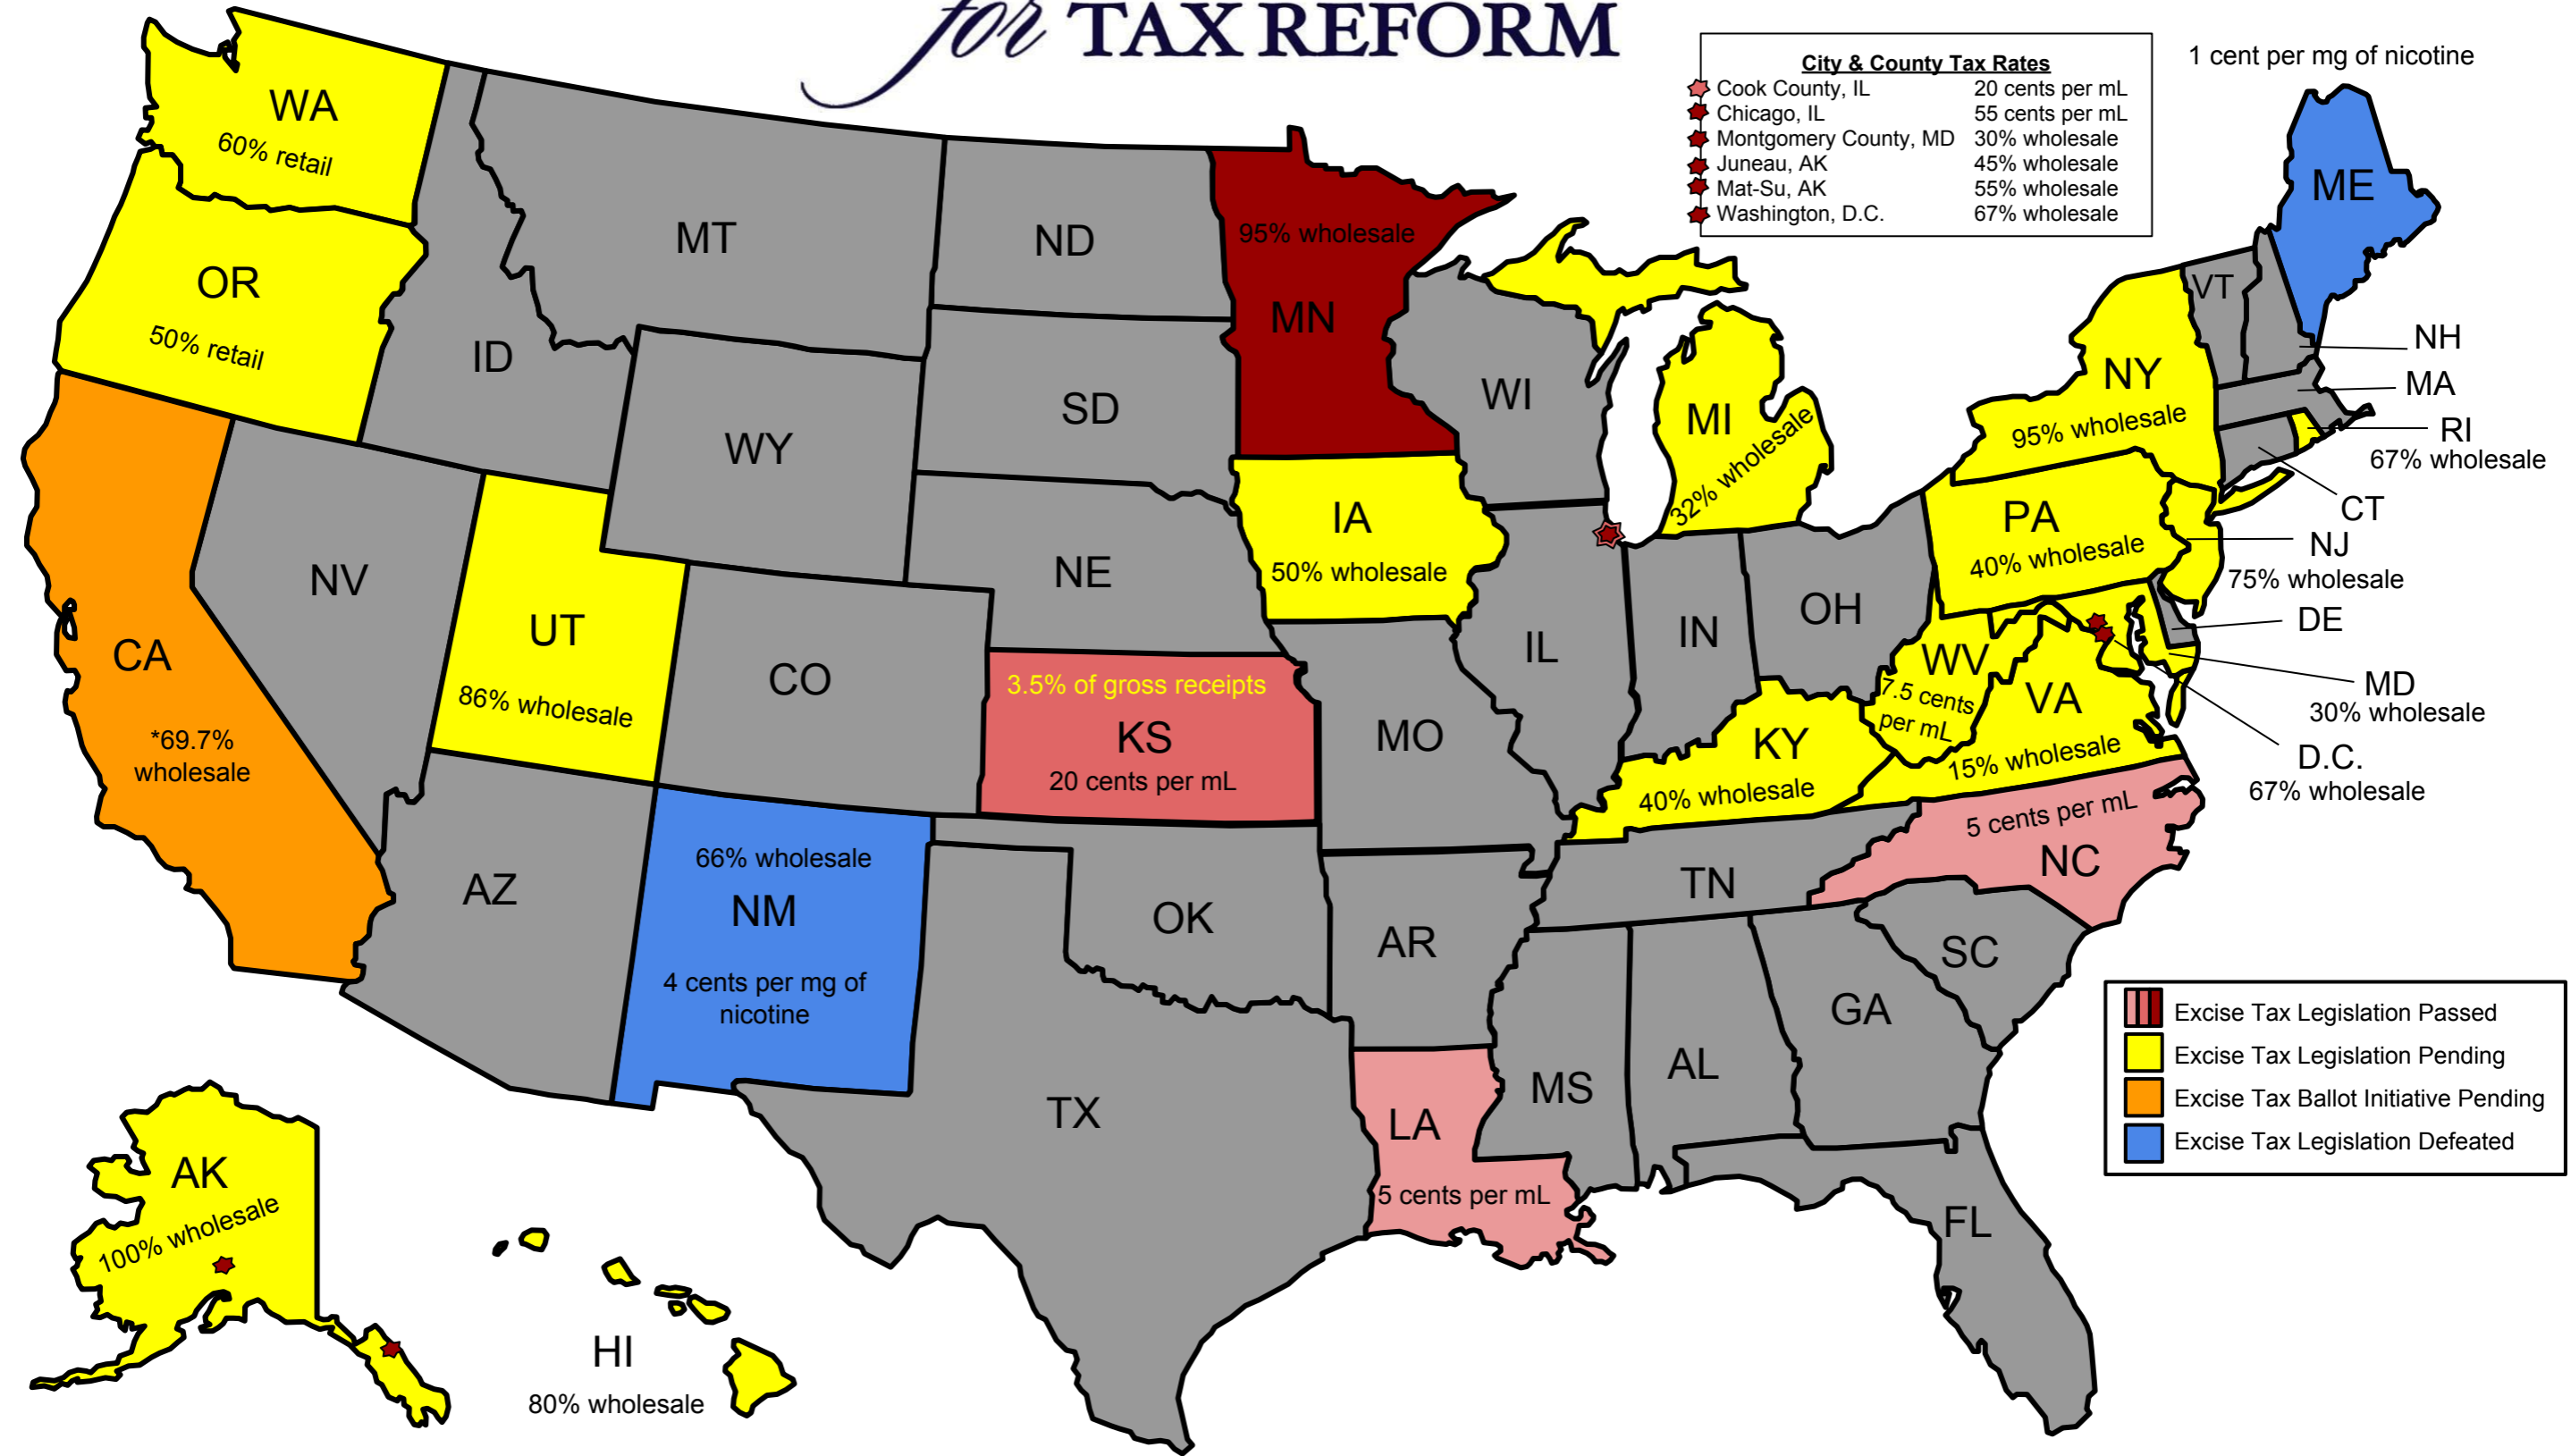 for TAX REFORM
City & County Tax Rates
Cook County, IL 20 cents per mL
Chicago, IL 55 cents per mL
Montgomery County, MD 30% wholesale
Juneau, AK 45% wholesale
Mat-Su, AK 55% wholesale
Washington, D.C. 67% wholesale
1 cent per mg of nicotine
ME
WA
60% retail
OR
50% retail
ID
MT
ND
SD
WY
NE
95% wholesale
MN
WI
MI
32% wholesale
VT
NY
95% wholesale
NH
MA
RI
67% wholesale
CT
PA
40% wholesale
NJ
75% wholesale
DE
MD
30% wholesale
D.C.
67% wholesale
IA
50% wholesale
IL
IN
OH
WV
7.5 cents
per mL
VA
15% wholesale
KY
40% wholesale
CA
*69.7%
wholesale
NV
UT
86% wholesale
CO
3.5% of gross receipts
KS
20 cents per mL
MO
5 cents per mL
NC
TN
AZ
66% wholesale
NM
4 cents per mg of
nicotine
OK
AR
SC
GA
AL
MS
TX
LA
5 cents per mL
FL
AK
100% wholesale
HI
80% wholesale
Excise Tax Legislation Passed
Excise Tax Legislation Pending
Excise Tax Ballot Initiative Pending
Excise Tax Legislation Defeated